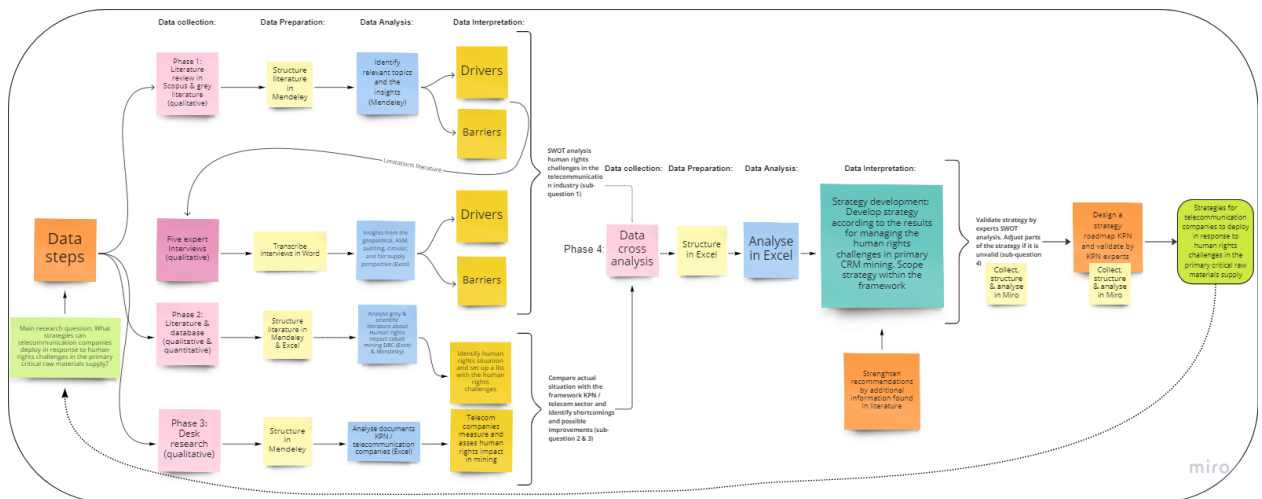 Data collection:
Data Preparation:
Data Analysis:
Data Interpretation:
Phase 1:
Literature
review in
Scopus &
grey
literature
(qualitative)
Structure
literature
in
Mendeley
Identify
relevant topics
and the
insights
(Mendeley)
Drivers
Barriers
Limitations literature
SWOT analysis
human rights
challenges in the
telecommunicatio
n industry (sub-
question 1)
Data
steps
Five expert
interviews
(qualitative)
Transcribe
interviews in Word
Insights from the
geopolitical, ASM,
auditing, circular,
and fair supply
perspective (Excel)
Drivers
Barriers
Main research question: What
strategies can
telecommunication companies
deploy in response to human
rights challenges in the primary
critical raw materials supply?
Phase 2:
Literature &
database
(qualitative &
quantitative)
Structure
literature in
Mendeley
& Excel
Analyse grey &
scientific
literature about
Human rights
impact cobalt
mining DRC (Excel
& Mendeley)
Identify human
rights situation and
set up a list with the
human rights
challenges
Phase 3:
Desk
research
(qualitative)
Structure
in
Mendeley
Analyse documents
KPN /
telecommunication
companies (Excel)
Telecom
companies
measure and
asses human
rights impact
in mining
Compare actual
situation with the
framework KPN /
telecom sector and
identify shortcomings
and possible
improvements (sub-
question 2 & 3)
Data collection:
Data Preparation:
Data Analysis:
Data Interpretation:
Phase 4:
Data
cross
analysis
Structure
in Excel
Analyse
in Excel
Strategy development:
Develop strategy
according to the results
for managing the
human rights
challenges in primary
CRM mining. Scope
strategy within the
framework
Strenghten
recommendations
by additional
information found
in literature
Validate strategy by
experts SWOT
analysis. Adjust parts
of the strategy if it is
unvalid (sub-question
4)
Collect,
structure
& analyse
in Miro
Design a
strategy
roadmap KPN
and validate by
KPN experts
Collect,
structure
& analyse
in Miro
Strategies for
telecommunication
companies to deploy
in response to
human rights
challenges in the
primary critical raw
materials supply
miro